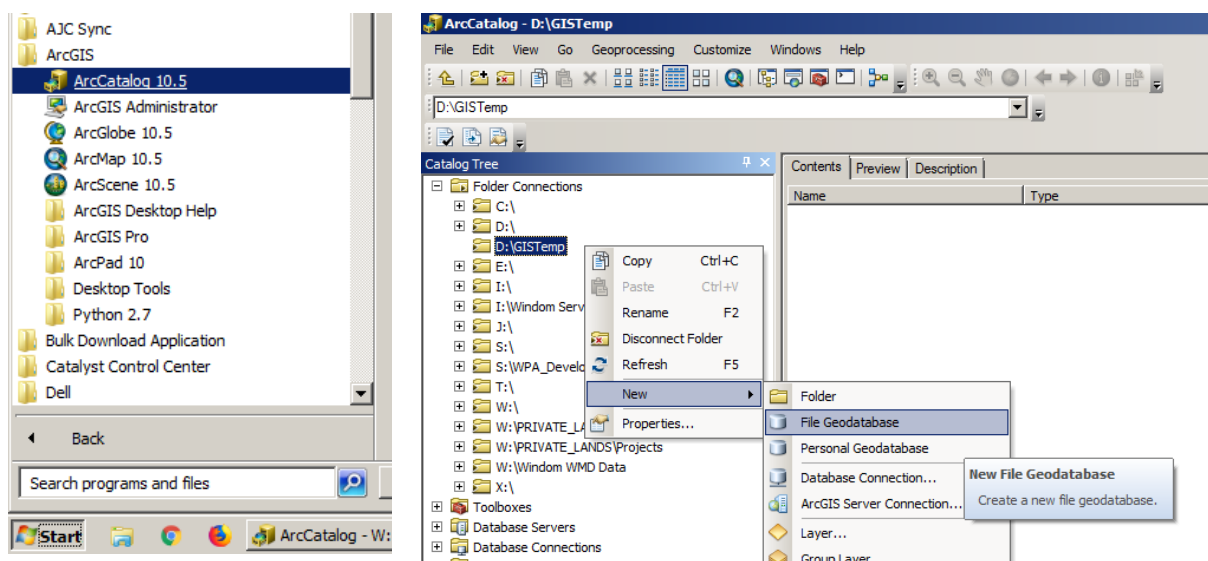 AJC Sync
ArcGIS
ArcCatalog 10.5
ArcGIS Administrator
ArcGlobe 10.5
ArcMap 10.5
ArcScene 10.5
ArcGIS Desktop Help
ArcGIS Pro
ArcPad 10
Desktop Tools
Python 2.7
Bulk Download Application
Catalyst Control Center
Dell
Back
Search programs and files
Start
ArcCatalog - W:
ArcCatalog - D:\GISTemp
File Edit View Go Geoprocessing Customize Windows Help
D:\GISTemp
Catalog Tree
Folder Connections
C:\
D:\
D:\GISTemp
E:\
I:\
I:\Windom Serv
J:\
S:\
S:\WPA_Develo
T:\
W:\
W:\PRIVATE_LA
W:\PRIVATE_LANDS\Projects
W:\Windom WMD Data
X:\
Toolboxes
Database Servers
Database Connections
Copy Ctrl+C
Paste Ctrl+V
Rename F2
Disconnect Folder
Refresh F5
New
Properties...
Contents Preview Description
Name Type
Folder
File Geodatabase
Personal Geodatabase
Database Connection...
ArcGIS Server Connection...
Layer...
Group Layer
New File Geodatabase
Create a new file geodatabase.